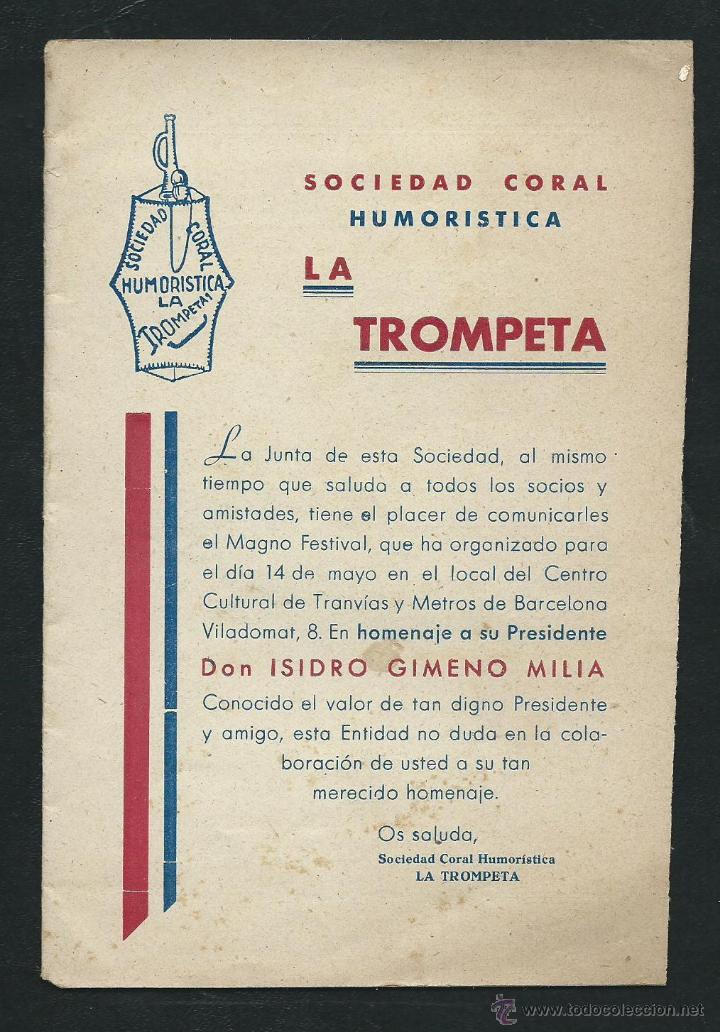 SOCIEDAD CORAL
HUMORISTICA
LA
TROMPETA
SOCIEDAD CORAL
HUMORISTICA
LA
TROMPETA
La Junta de esta Sociedad, al mismo
tiempo que saluda a todos los socios y
amistades, tiene el placer de comunicarles
el Magno Festival, que ha organizado para
el día 14 de mayo en el local del Centro
Cultural de Tranvías y Metros de Barcelona
Viladomat, 8. En homenaje a su Presidente
Don ISIDRO GIMENO MILIA
Conocido el valor de tan digno Presidente
y amigo, esta Entidad no duda en la cola-
boración de usted a su tan
merecido homenaje.
Os saluda,
Sociedad Coral Humorística
LA TROMPETA
www.todocoleccion.net